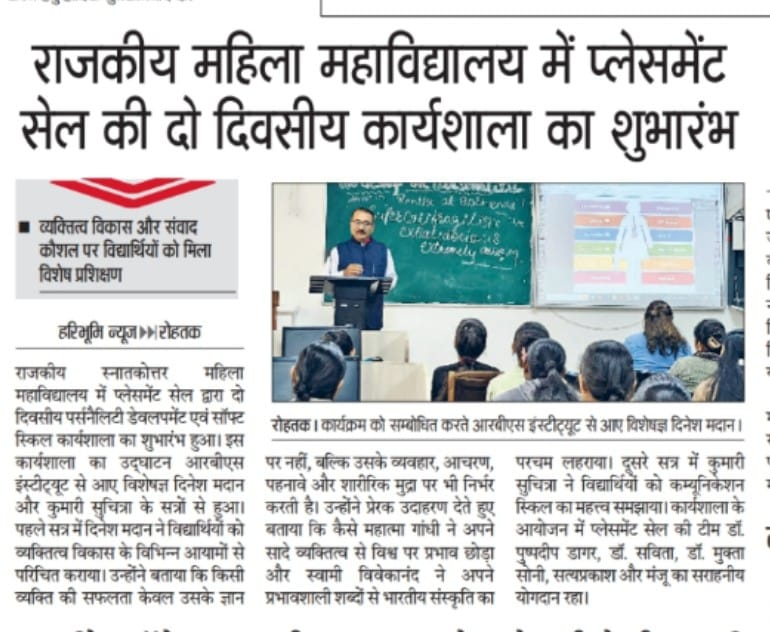 राजकीय महिला महाविद्यालय में प्लेसमेंट
सेल की दो दिवसीय कार्यशाला का शुभारंभ
■ व्यक्तित्व विकास और संवाद
कौशल पर विद्यार्थियों को मिला
विशेष प्रशिक्षण
हरिभूमि न्यूज▸▸रोहतक
राजकीय स्नातकोत्तर महिला
महाविद्यालय में प्लेसमेंट सेल द्वारा दो
दिवसीय पर्सनैलिटी डेवलपमेंट एवं सॉफ्ट
स्किल कार्यशाला का शुभारंभ हुआ। इस
कार्यशाला का उद्घाटन आरबीएस
इंस्टीट्यूट से आए विशेषज्ञ दिनेश मदान
और कुमारी सुचित्रा के सत्रों से हुआ।
पहले सत्र में दिनेश मदान ने विद्यार्थियों को
व्यक्तित्व विकास के विभिन्न आयामों से
परिचित कराया। उन्होंने बताया कि किसी
व्यक्ति की सफलता केवल उसके ज्ञान
extremely
रोहतक। कार्यक्रम को सम्बोधित करते आरबीएस इंस्टीट्यूट से आए विशेषज्ञ दिनेश मदान।
पर नहीं, बल्कि उसके व्यवहार, आचरण,
पहनावे और शारीरिक मुद्रा पर भी निर्भर
करती है। उन्होंने प्रेरक उदाहरण देते हुए
बताया कि कैसे महात्मा गांधी ने अपने
सादे व्यक्तित्व से विश्व पर प्रभाव छोड़ा
और स्वामी विवेकानंद ने अपने
प्रभावशाली शब्दों से भारतीय संस्कृति का
परचम लहराया। दुसरे सत्र में कुमारी
सुचित्रा ने विद्यार्थियों को कम्यूनिकेशन
स्किल का महत्त्व समझाया। कार्यशाला के
आयोजन में प्लेसमेंट सेल की टीम डॉ.
पुष्पदीप डागर, डॉ. सविता, डॉ. मुक्ता
सोनी, सत्यप्रकाश और मंजू का सराहनीय
योगदान रहा।